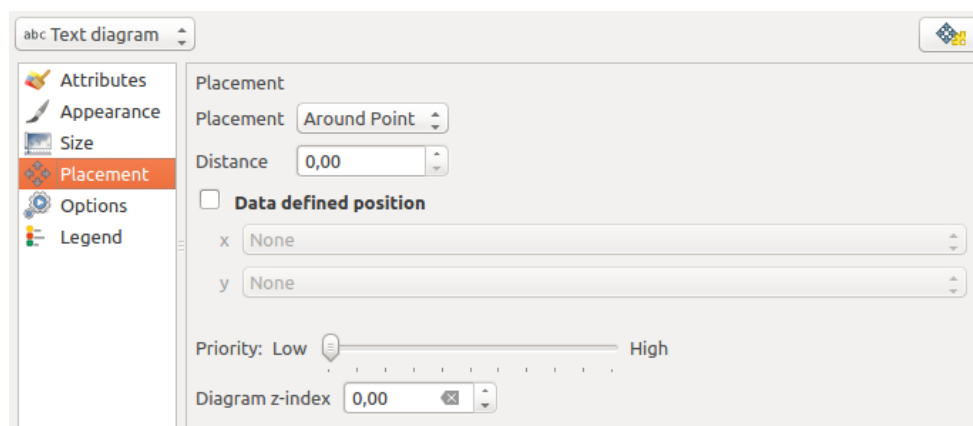 abc Text diagram
Attributes
Appearance
Size
Placement
Options
Legend
Placement
Placement Around Point
Distance 0,00
Data defined position
x None
y None
Priority: Low High
Diagram z-index 0,00